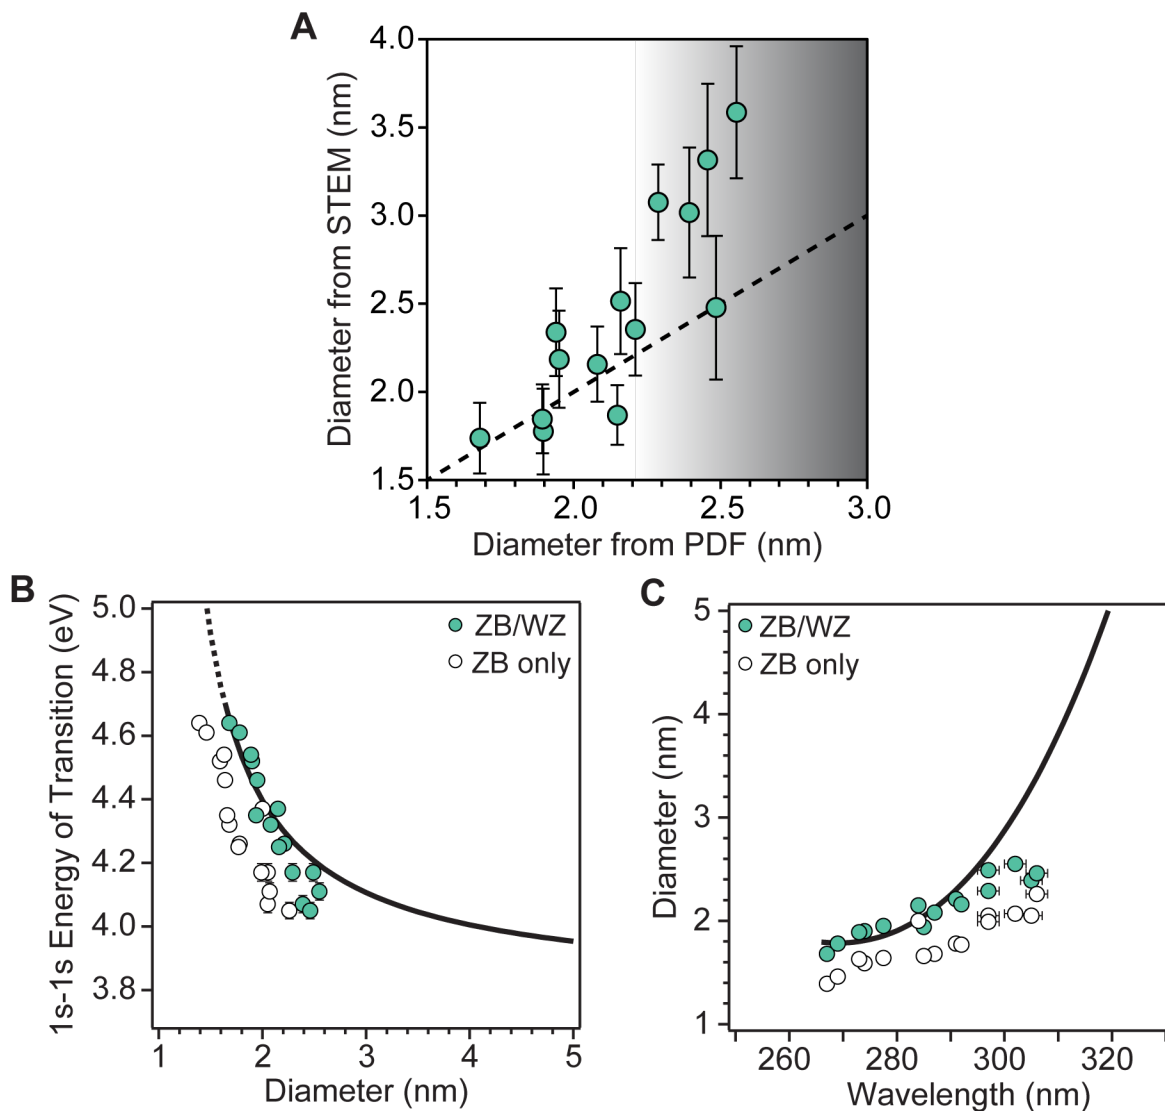 A
Diameter from STEM (nm)
4.0
3.5
3.0
2.5
2.0
1.5
1.5 2.0 2.5 3.0
Diameter from PDF (nm)
B
1s-1s Energy of Transition (eV)
5.0
4.8
4.6
4.4
4.2
4.0
3.8
ZB/WZ
ZB only
1 2 3 4 5
Diameter (nm)
C
Diameter (nm)
5
4
3
2
1
ZB/WZ
ZB only
260 280 300 320
Wavelength (nm)